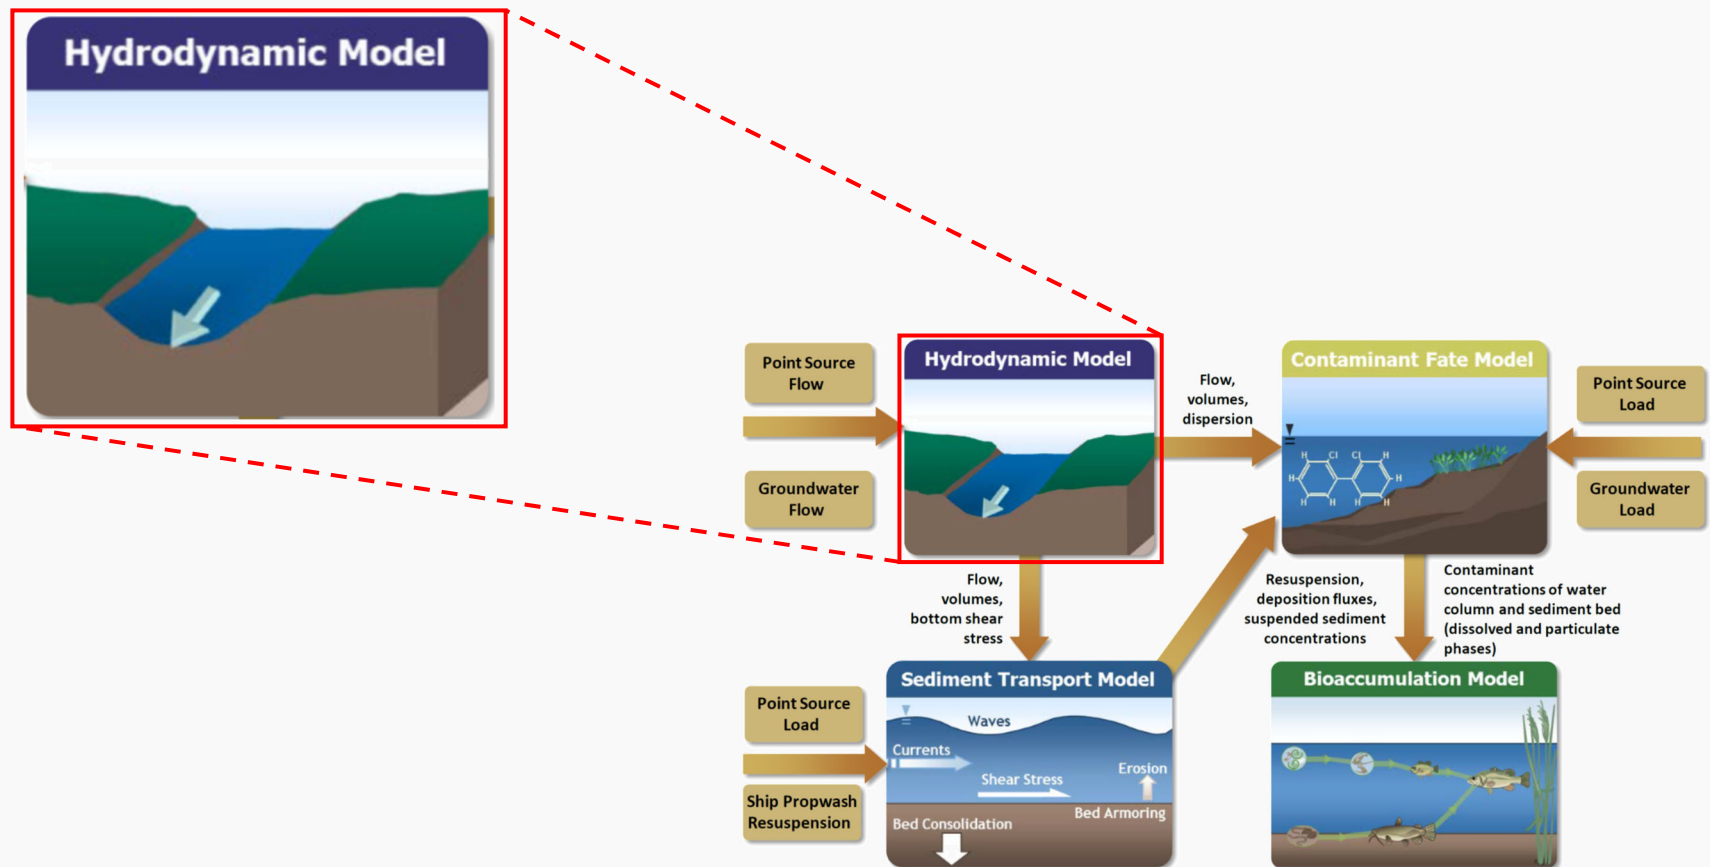 Hydrodynamic Model
Point Source
Flow
Groundwater
Flow
Hydrodynamic Model
Flow,
volumes,
dispersion
Contaminant Fate Model
H
Cl
Cl
H
H
H
H
H
H
H
Point Source
Load
Groundwater
Load
Flow,
volumes,
bottom shear
stress
Resuspension,
deposition fluxes,
suspended sediment
concentrations
Contaminant
concentrations of water
column and sediment bed
(dissolved and particulate
phases)
Point Source
Load
Ship Propwash
Resuspension
Sediment Transport Model
Waves
Currents
Shear Stress
Erosion
Bed Armoring
Bed Consolidation
Bioaccumulation Model